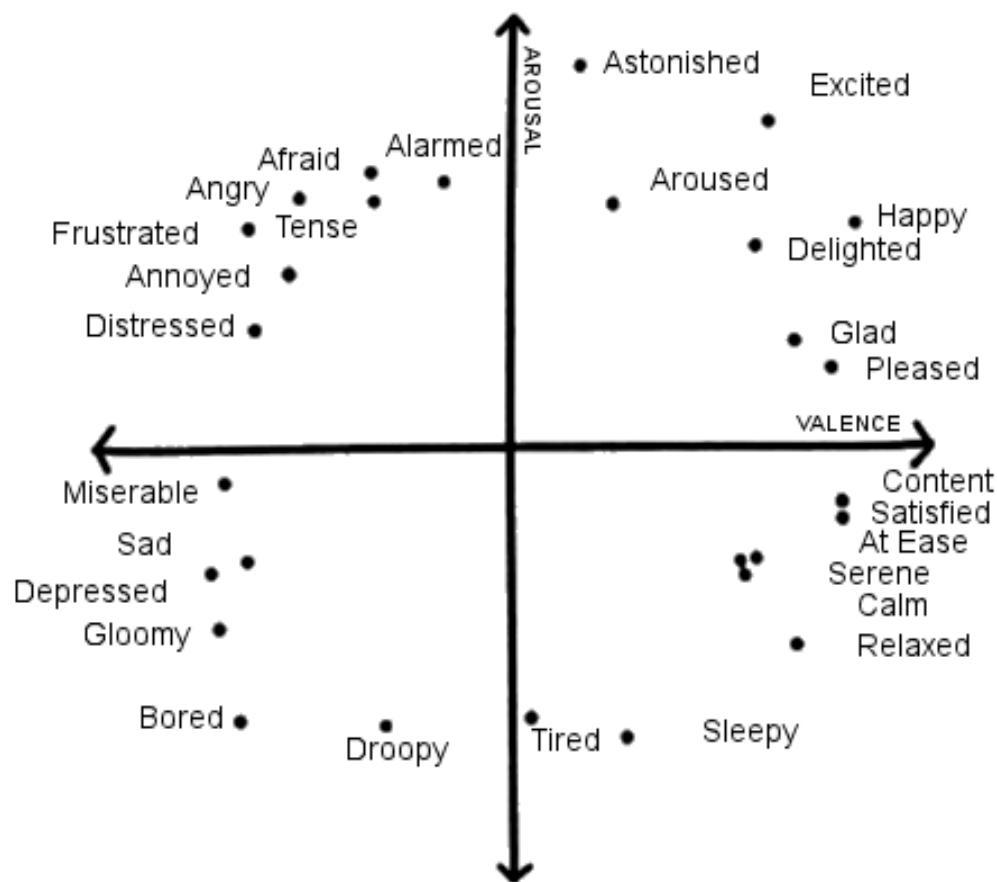 AROUSAL
Astonished
Excited
Afraid
Alarmed
Angry
Aroused
Frustrated
Tense
Happy
Delighted
Annoyed
Distressed
Glad
Pleased
VALENCE
Miserable
Content
Satisfied
Sad
At Ease
Depressed
Serene
Calm
Gloomy
Relaxed
Bored
Droopy
Tired
Sleepy